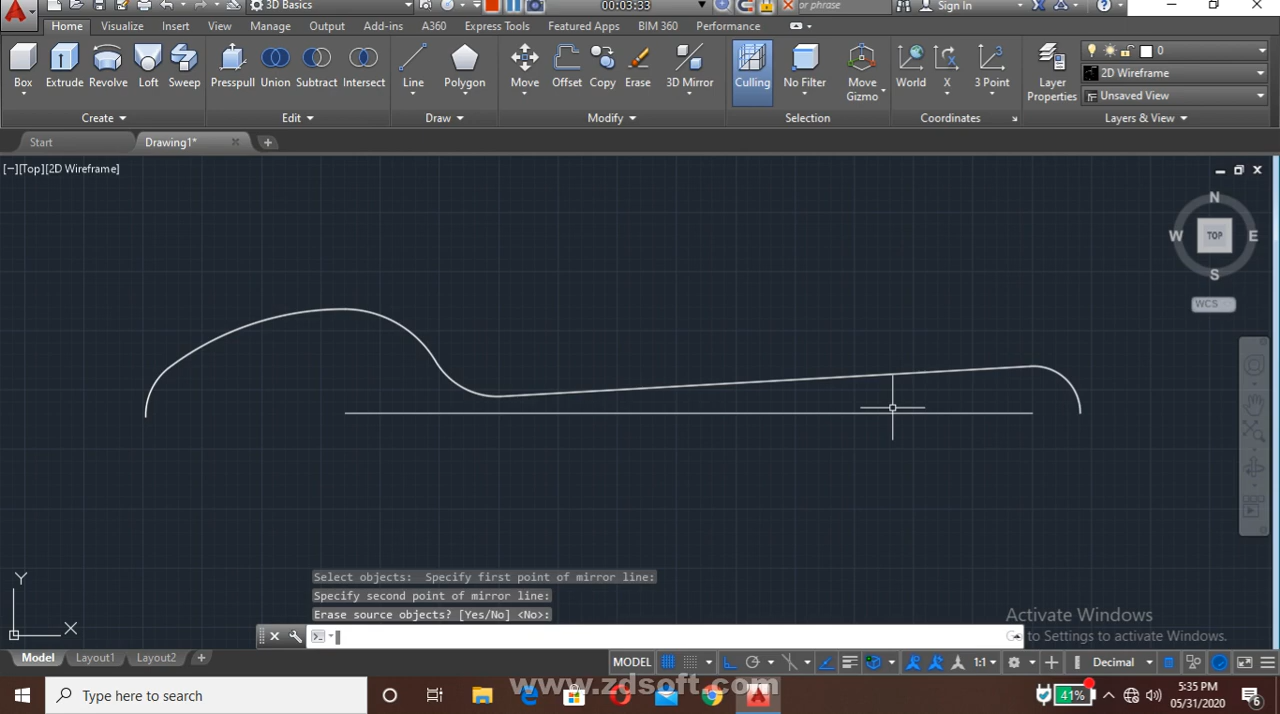 3D Basics
00:03:33
or phrase
Sign In
Home Visualize Insert View Manage Output Add-ins A360 Express Tools Featured Apps BIM 360 Performance
Box Extrude Revolve Loft Sweep Presspull Union Subtract Intersect Line Polygon Move Offset Copy Erase 3D Mirror Culling No Filter Move Gizmo World X 3 Point Layer Properties
0
2D Wireframe
Unsaved View
Create Edit Draw Modify Selection Coordinates Layers & View
Start Drawing1*
[−][Top][2D Wireframe]
N
W TOP E
S
WCS
Select objects: Specify first point of mirror line:
Specify second point of mirror line:
Erase source objects? [Yes/No] <No>:
Y
X
Activate Windows
Go to Settings to activate Windows.
Model Layout1 Layout2 MODEL 1:1 Decimal
Type here to search
www.zdsoft.com
41%
5:35 PM
05/31/2020
6